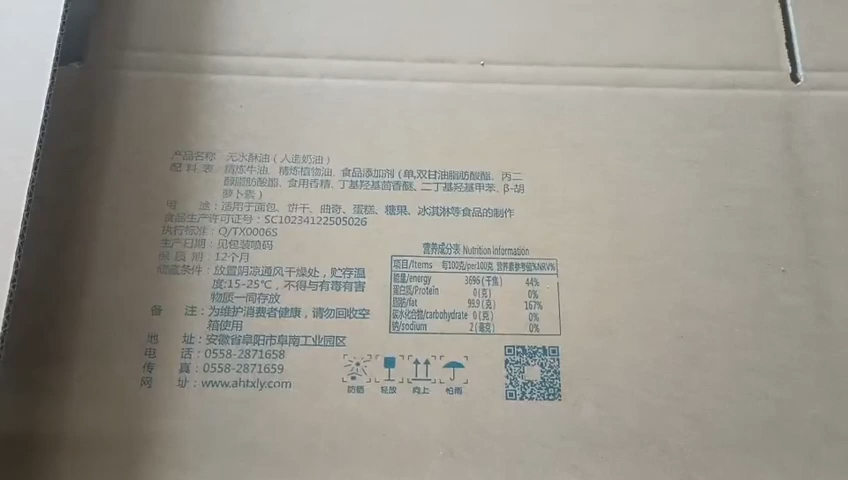 产品名称：无水酥油（人造奶油）
配 料 表：精炼牛油、精炼植物油、食品添加剂（单,双甘油脂肪酸酯、丙二
醇脂肪酸酯、食用香精、丁基羟基茴香醚、二丁基羟基甲苯、β-胡
萝卜素）
用 途：适用于面包、饼干、曲奇、蛋糕、糖果、冰淇淋等食品的制作
食品生产许可证号：SC10234122505026
执行标准：Q/TX0006S
生产日期：见包装喷码
保 质 期：12个月
储藏条件：放置阴凉通风干燥处，贮存温
度:15-25℃，不得与有毒有害
物质一同存放
备 注：为维护消费者健康，请勿回收空
箱使用
地 址：安徽省阜阳市阜南工业园区
电 话：0558-2871658
传 真：0558-2871659
网 址：www.ahtxly.com
营养成分表 Nutrition Information
项目/Items 每100克/per100克 营养素参考值%/NRV%
能量/energy 3696(千焦) 44%
蛋白质/Protein 0(克) 0%
脂肪/fat 99.9(克) 167%
碳水化合物/carbohydrate 0(克) 0%
钠/sodium 2(毫克) 0%
防晒 轻放 向上 怕雨